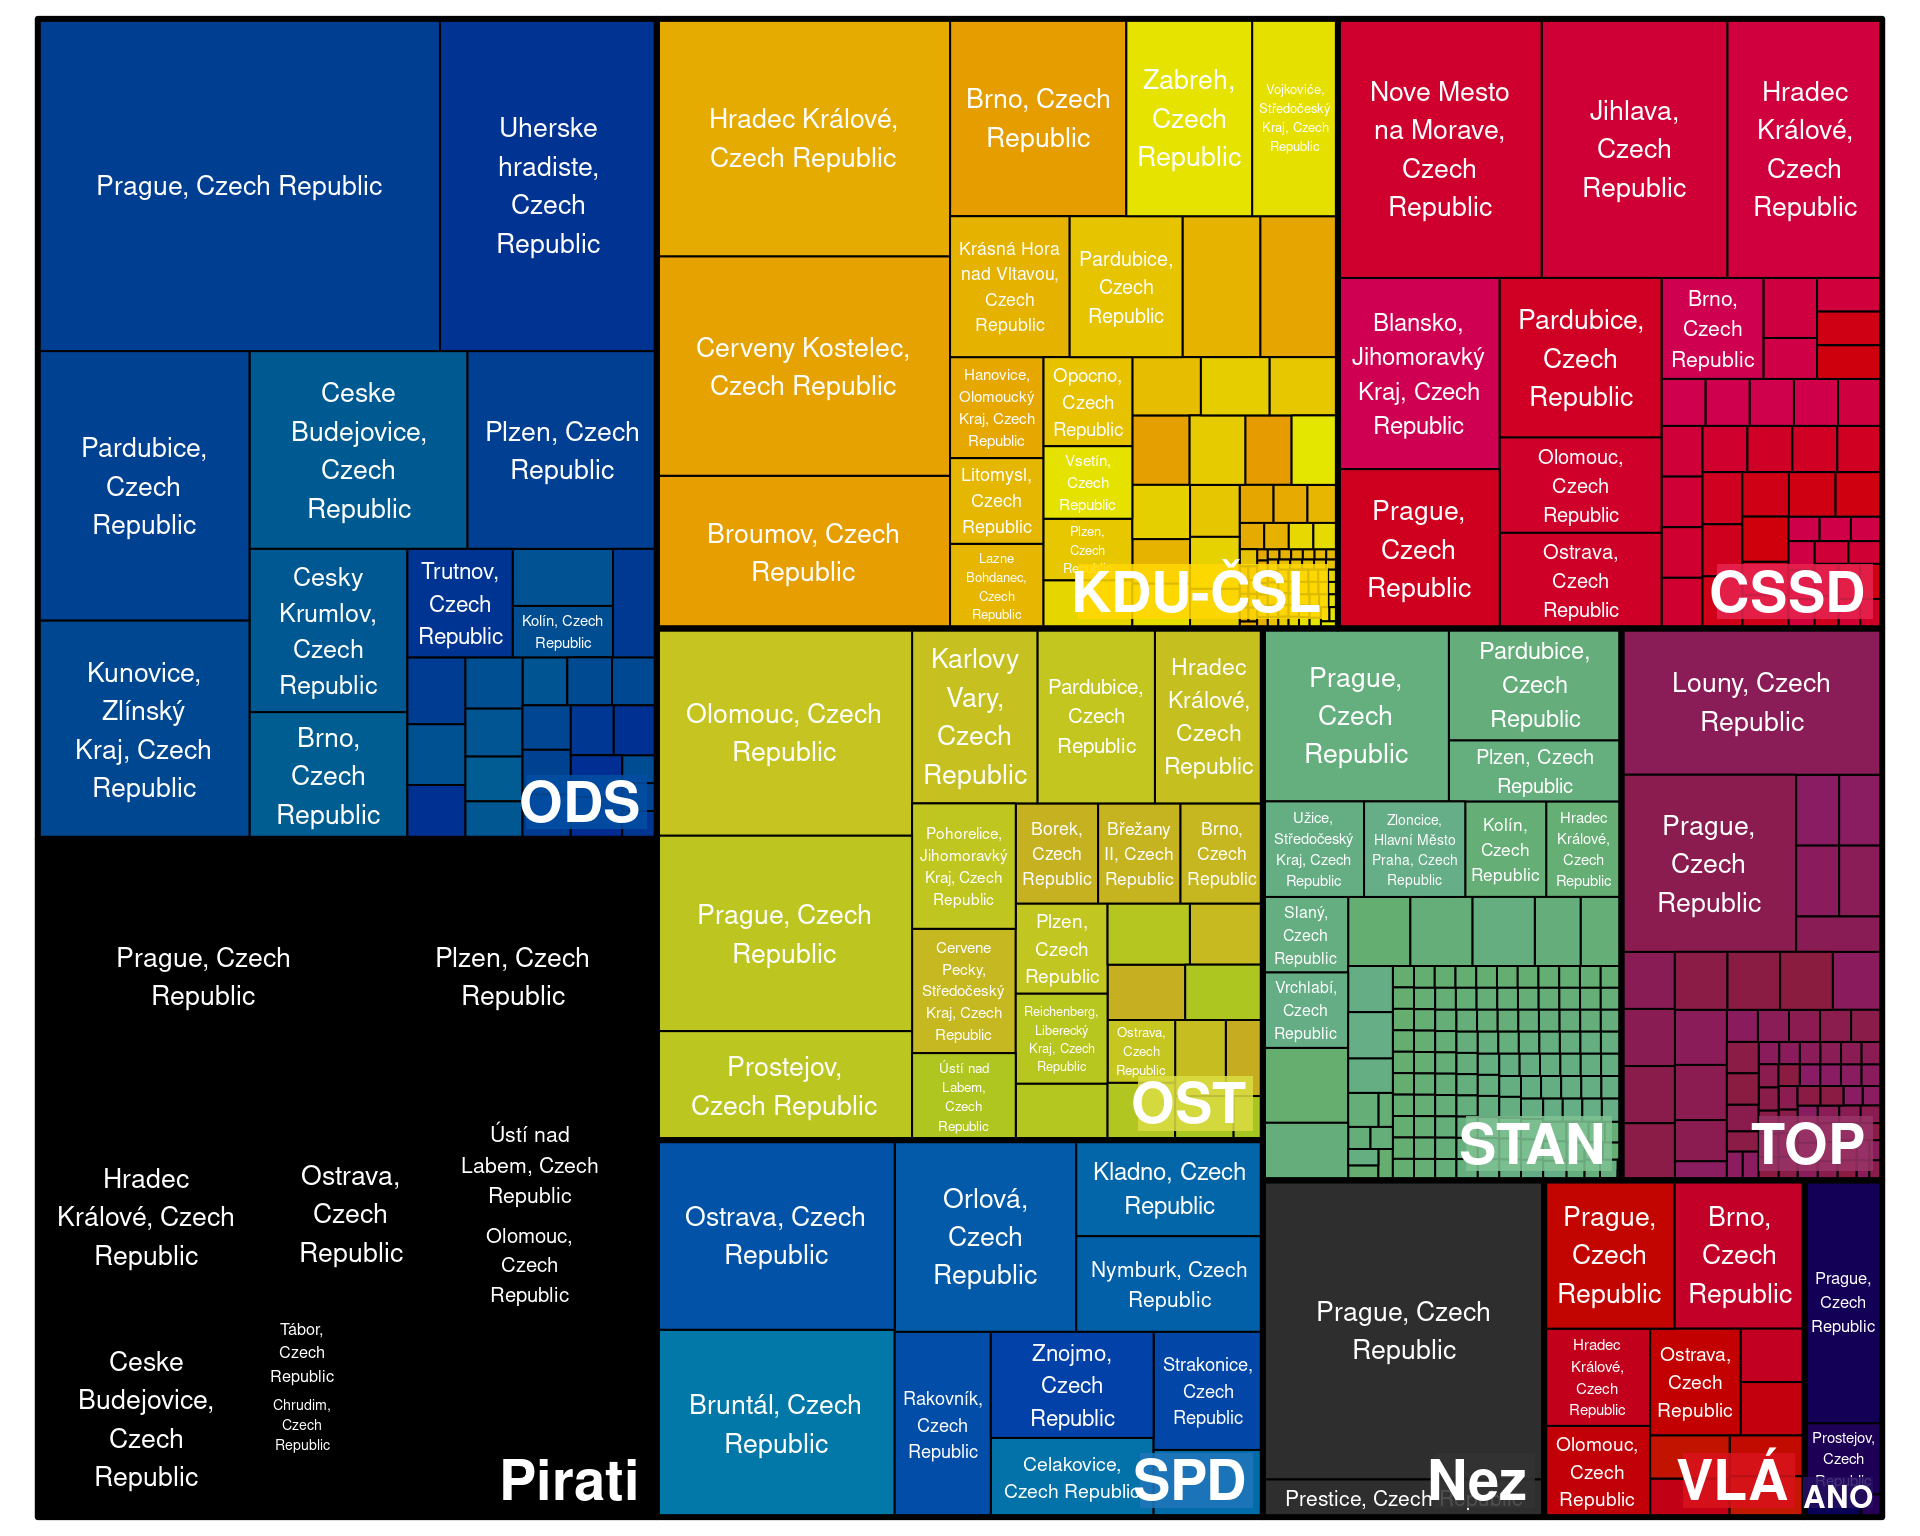 Prague, Czech Republic
Uherske
hradiste,
Czech
Republic
Pardubice,
Czech
Republic
Ceske
Budejovice,
Czech
Republic
Plzen, Czech
Republic
Kunovice,
Zlínský
Kraj, Czech
Republic
Cesky
Krumlov,
Czech
Republic
Trutnov,
Czech
Republic
Kolín, Czech
Republic
Brno,
Czech
Republic
ODS
Hradec Králové,
Czech Republic
Brno, Czech
Republic
Zabreh,
Czech
Republic
Vojkoviče,
Středočeský
Kraj, Czech
Republic
Cerveny Kostelec,
Czech Republic
Krásná Hora
nad Vltavou,
Czech
Republic
Pardubice,
Czech
Republic
Hanovice,
Olomoucký
Kraj, Czech
Republic
Opocno,
Czech
Republic
Vsetín,
Czech
Republic
Litomysl,
Czech
Republic
Broumov, Czech
Republic
Plzen,
Czech
Lazne
Bohdanec,
Czech
Republic
KDU-ČSL
Nove Mesto
na Morave,
Czech
Republic
Jihlava,
Czech
Republic
Hradec
Králové,
Czech
Republic
Blansko,
Jihomoravký
Kraj, Czech
Republic
Pardubice,
Czech
Republic
Brno,
Czech
Republic
Prague,
Czech
Republic
Olomouc,
Czech
Republic
Ostrava,
Czech
Republic
CSSD
Olomouc, Czech
Republic
Karlovy
Vary,
Czech
Republic
Pardubice,
Czech
Republic
Hradec
Králové,
Czech
Republic
Prague, Czech
Republic
Pohorelice,
Jihomoravký
Kraj, Czech
Republic
Borek,
Czech
Republic
Břežany
II, Czech
Republic
Brno,
Czech
Republic
Cervene
Pecky,
Středočeský
Kraj, Czech
Republic
Plzen,
Czech
Republic
Reichenberg,
Liberecký
Kraj, Czech
Republic
Ostrava,
Czech
Republic
Prostejov,
Czech Republic
Ústí nad
Labem,
Czech
Republic
OST
Prague,
Czech
Republic
Pardubice,
Czech
Republic
Plzen, Czech
Republic
Užice,
Středočeský
Kraj, Czech
Republic
Zloncice,
Hlavní Město
Praha, Czech
Republic
Kolín,
Czech
Republic
Hradec
Králové,
Czech
Republic
Slaný,
Czech
Republic
Vrchlabí,
Czech
Republic
STAN
Louny, Czech
Republic
Prague,
Czech
Republic
TOP
Prague, Czech
Republic
Plzen, Czech
Republic
Hradec
Králové, Czech
Republic
Ostrava,
Czech
Republic
Ústí nad
Labem, Czech
Republic
Olomouc,
Czech
Republic
Ceske
Budejovice,
Czech
Republic
Tábor,
Czech
Republic
Chrudim,
Czech
Republic
Pirati
Ostrava, Czech
Republic
Orlová,
Czech
Republic
Kladno, Czech
Republic
Nymburk, Czech
Republic
Bruntál, Czech
Republic
Rakovník,
Czech
Republic
Znojmo,
Czech
Republic
Strakonice,
Czech
Republic
Celakovice,
Czech Republic
SPD
Prague, Czech
Republic
Prestice, Czech Republic
Nez
Prague,
Czech
Republic
Brno,
Czech
Republic
Hradec
Králové,
Czech
Republic
Ostrava,
Czech
Republic
Olomouc,
Czech
Republic
VLÁ
Prague,
Czech
Republic
Prostejov,
Czech
Republic
ANO